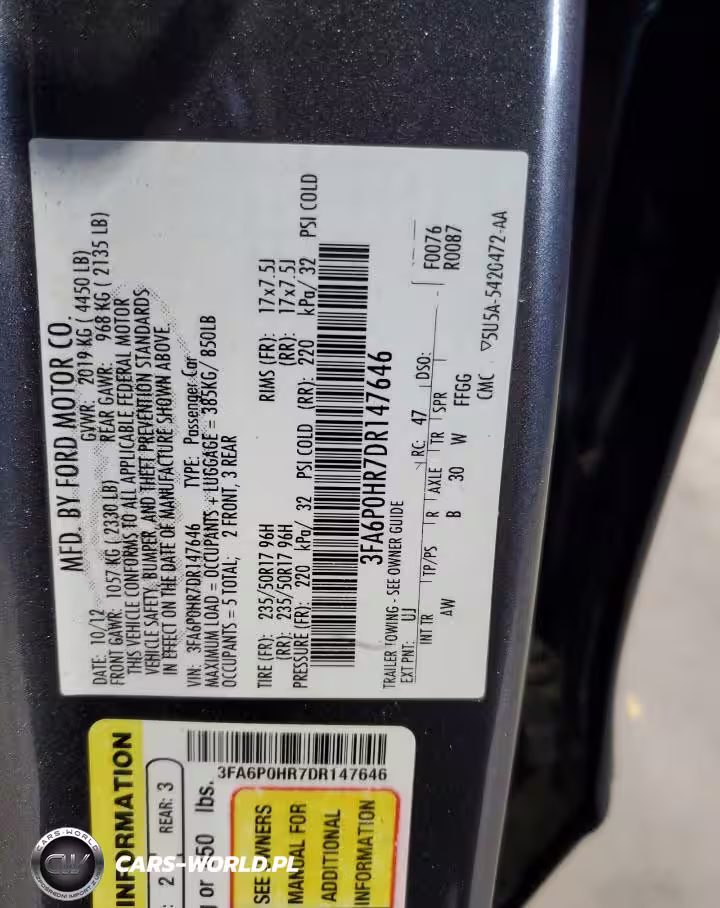 MFD. BY FORD MOTOR CO.
DATE: 10/12 GVWR: 2019 KG ( 4450 LB)
FRONT GAWR: 1057 KG ( 2330 LB) REAR GAWR: 968 KG ( 2135 LB)
THIS VEHICLE CONFORMS TO ALL APPLICABLE FEDERAL MOTOR
VEHICLE SAFETY, BUMPER, AND THEFT PREVENTION STANDARDS
IN EFFECT ON THE DATE OF MANUFACTURE SHOWN ABOVE.
VIN: 3FA6P0HR7DR147646 TYPE: Passenger Car
MAXIMUM LOAD = OCCUPANTS + LUGGAGE = 385KG/ 850LB
OCCUPANTS = 5 TOTAL; 2 FRONT, 3 REAR
TIRE (FR): 235/50R17 96H RIMS (FR): 17x7.5J
(RR): 235/50R17 96H (RR): 17x7.5J
PRESSURE (FR): 220 kPa/ 32 PSI COLD (RR): 220 kPa/ 32 PSI COLD
3FA6P0HR7DR147646
TRAILER TOWING - SEE OWNER GUIDE
F0076
R0087
EXT PNT: UJ RC: 47 DSO:
INT TR TP/PS R AXLE TR SPR
AW B 30 W FFGG
CMC ▽5U5A-5420472-AA
INFORMATION
2 REAR: 3
50 lbs.
3FA6P0HR7DR147646
SEE OWNERS
MANUAL FOR
ADDITIONAL
INFORMATION
CARS-WORLD
CW
CARS-WORLD.PL